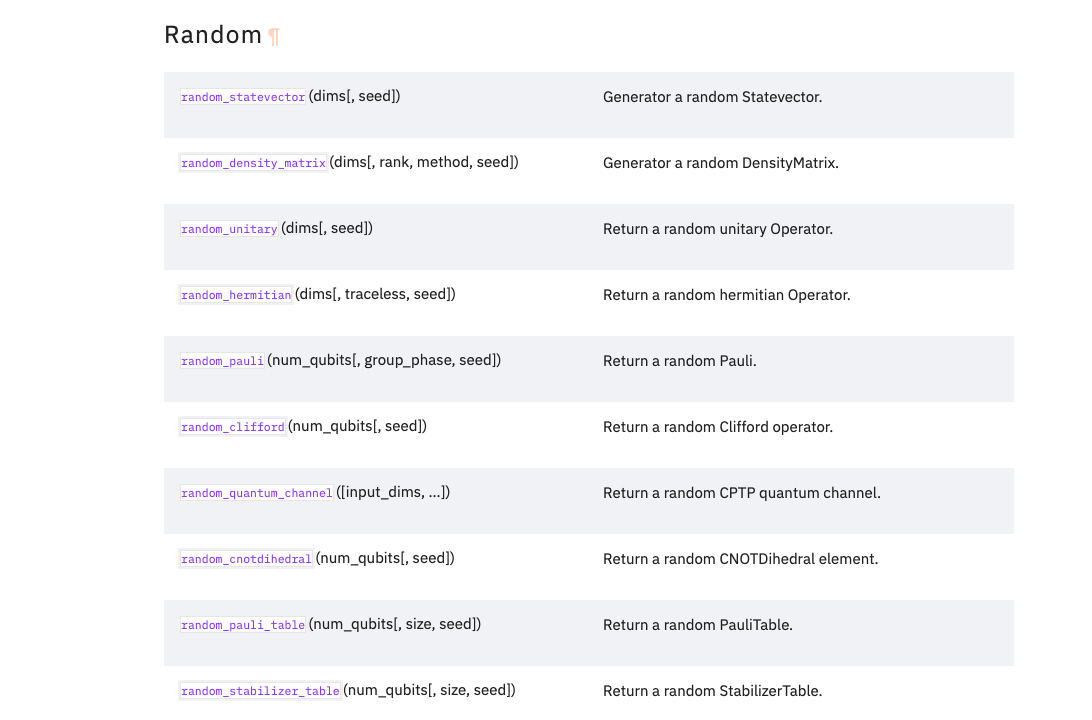 Random ¶
random_statevector (dims[, seed]) Generator a random Statevector.
random_density_matrix (dims[, rank, method, seed]) Generator a random DensityMatrix.
random_unitary (dims[, seed]) Return a random unitary Operator.
random_hermitian (dims[, traceless, seed]) Return a random hermitian Operator.
random_pauli (num_qubits[, group_phase, seed]) Return a random Pauli.
random_clifford (num_qubits[, seed]) Return a random Clifford operator.
random_quantum_channel ([input_dims, …]) Return a random CPTP quantum channel.
random_cnotdihedral (num_qubits[, seed]) Return a random CNOTDihedral element.
random_pauli_table (num_qubits[, size, seed]) Return a random PauliTable.
random_stabilizer_table (num_qubits[, size, seed]) Return a random StabilizerTable.